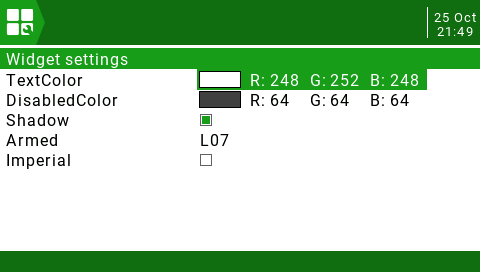 25 Oct
21:49
Widget settings
TextColor R: 248 G: 252 B: 248
DisabledColor R: 64 G: 64 B: 64
Shadow
Armed L07
Imperial